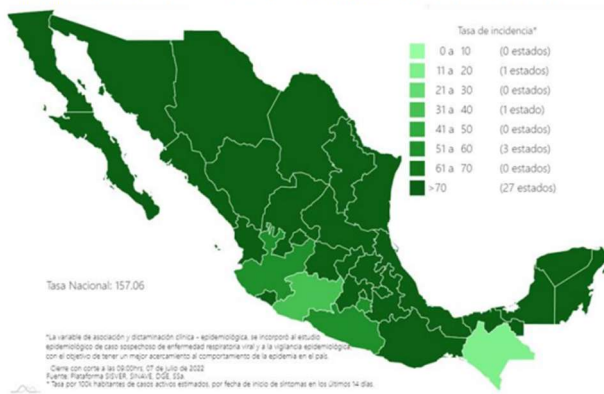 Tasa de incidencia*
0 a 10 (0 estados)
11 a 20 (1 estados)
21 a 30 (0 estados)
31 a 40 (1 estado)
41 a 50 (0 estados)
51 a 60 (3 estados)
61 a 70 (0 estados)
>70 (27 estados)
Tasa Nacional: 157.06
*La variable de asociación y dictaminación clínica - epidemiológica, se incorporó al estudio
epidemiológico de caso sospechoso de enfermedad respiratoria viral y a la vigilancia epidemiológica,
con el objetivo de tener un mejor acercamiento al comportamiento de la epidemia en el país.
Cierre con corte a las 09:00hrs, 07 de julio de 2022
Fuente: Plataforma SISVER, SINAVE, DGE, SSa.
* Tasa por 100k habitantes de casos activos estimados, por fecha de inicio de síntomas en los últimos 14 días.